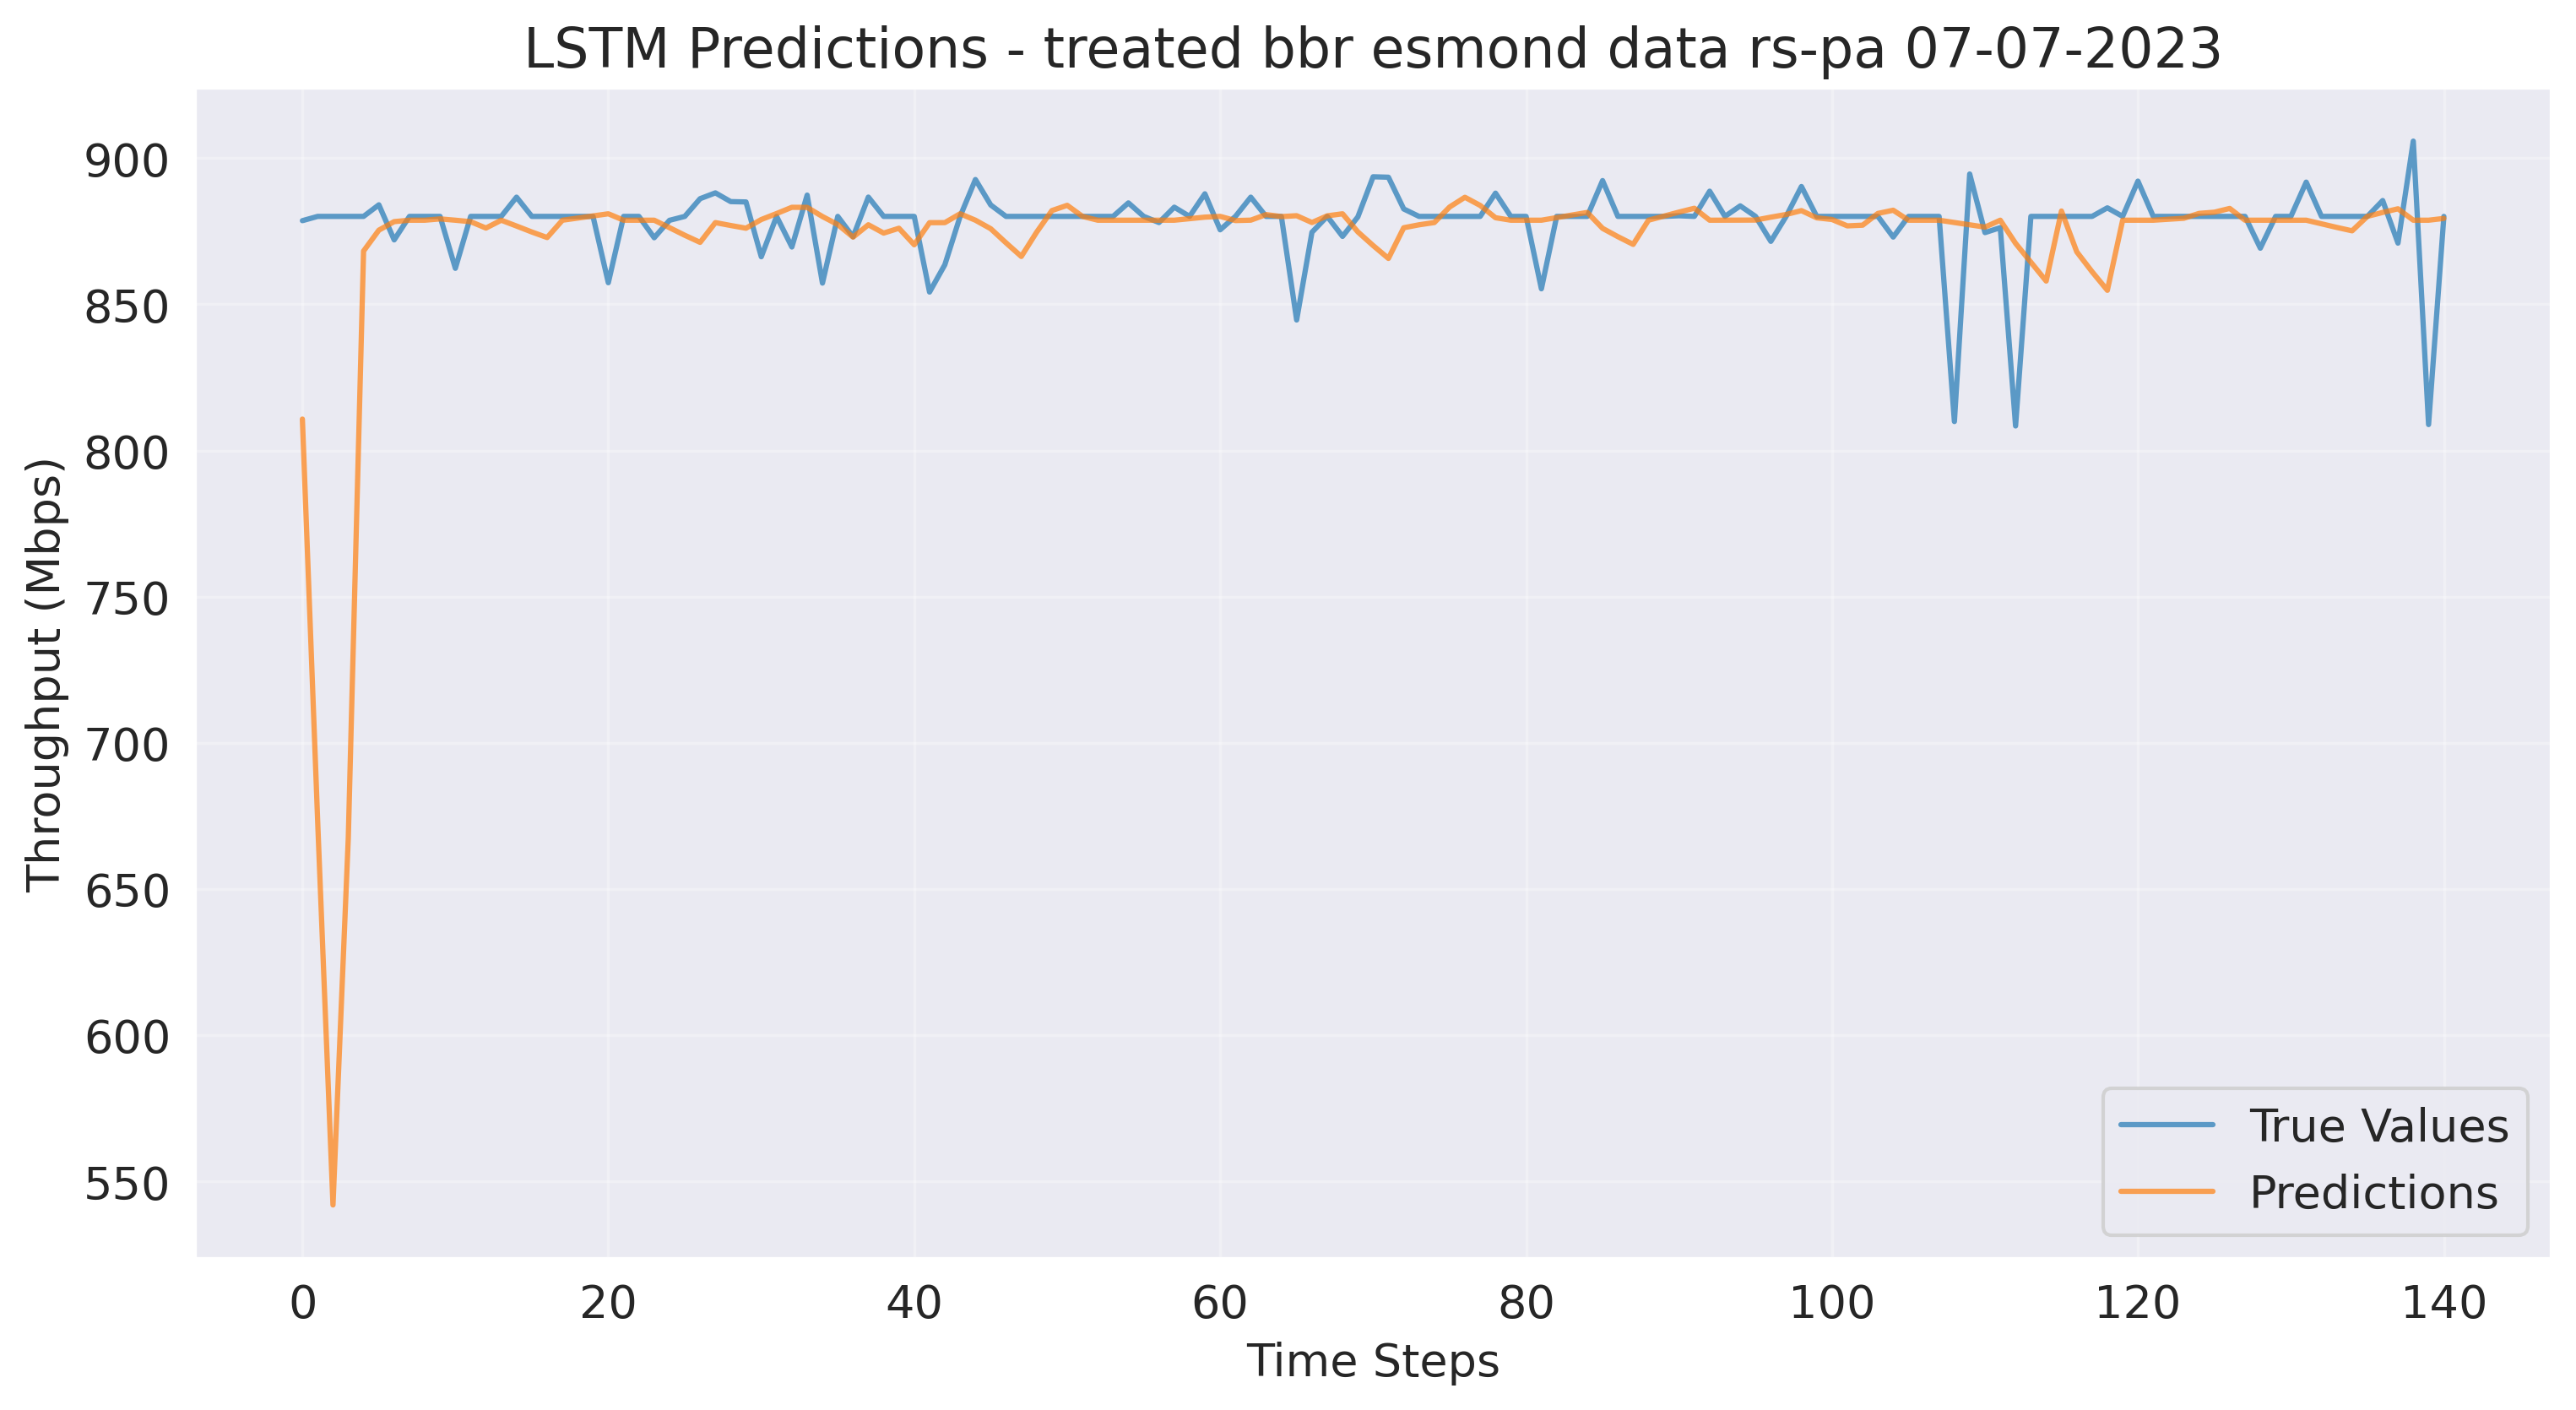 LSTM Predictions - treated bbr esmond data rs-pa 07-07-2023
Throughput (Mbps)
900
850
800
750
700
650
600
550
True Values
Predictions
0 20 40 60 80 100 120 140
Time Steps